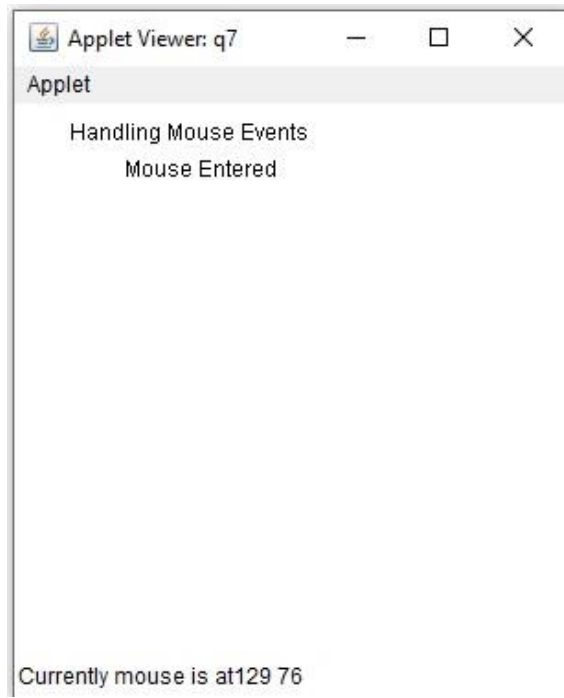 Applet Viewer: q7
Applet
Handling Mouse Events
Mouse Entered
Currently mouse is at129 76